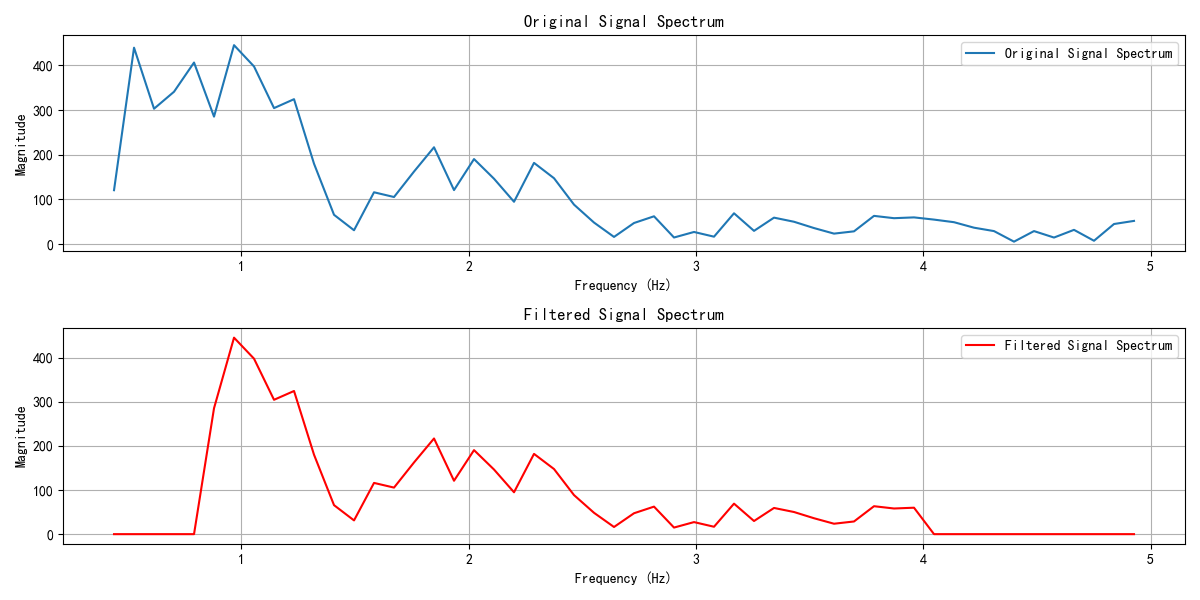 Original Signal Spectrum
Original Signal Spectrum
Magnitude
400
300
200
100
0
1 2 3 4 5
Frequency (Hz)
Filtered Signal Spectrum
Filtered Signal Spectrum
Magnitude
400
300
200
100
0
1 2 3 4 5
Frequency (Hz)